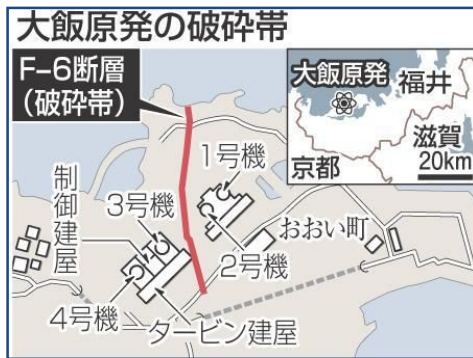 大飯原発の破砕帯
F-6断層
(破砕帯)
大飯原発
福井
滋賀
京都
20km
1号機
制御建屋
3号機
おおい町
2号機
4号機
タービン建屋